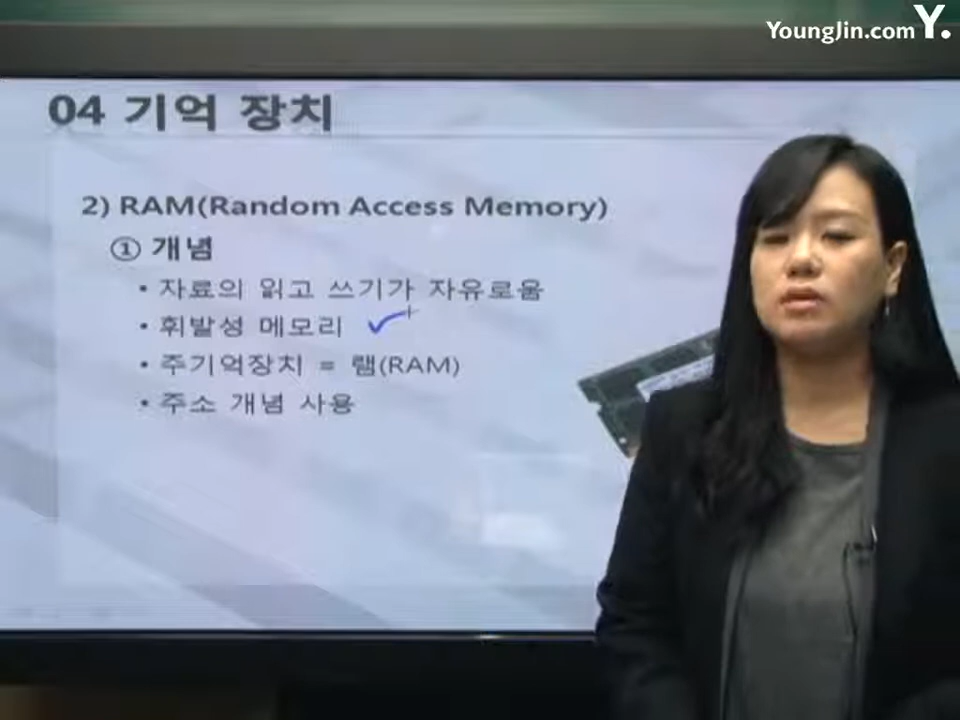 YoungJin.com Y.
04 기억 장치
2) RAM(Random Access Memory)
① 개념
• 자료의 읽고 쓰기가 자유로움
• 휘발성 메모리
• 주기억장치 = 램(RAM)
• 주소 개념 사용